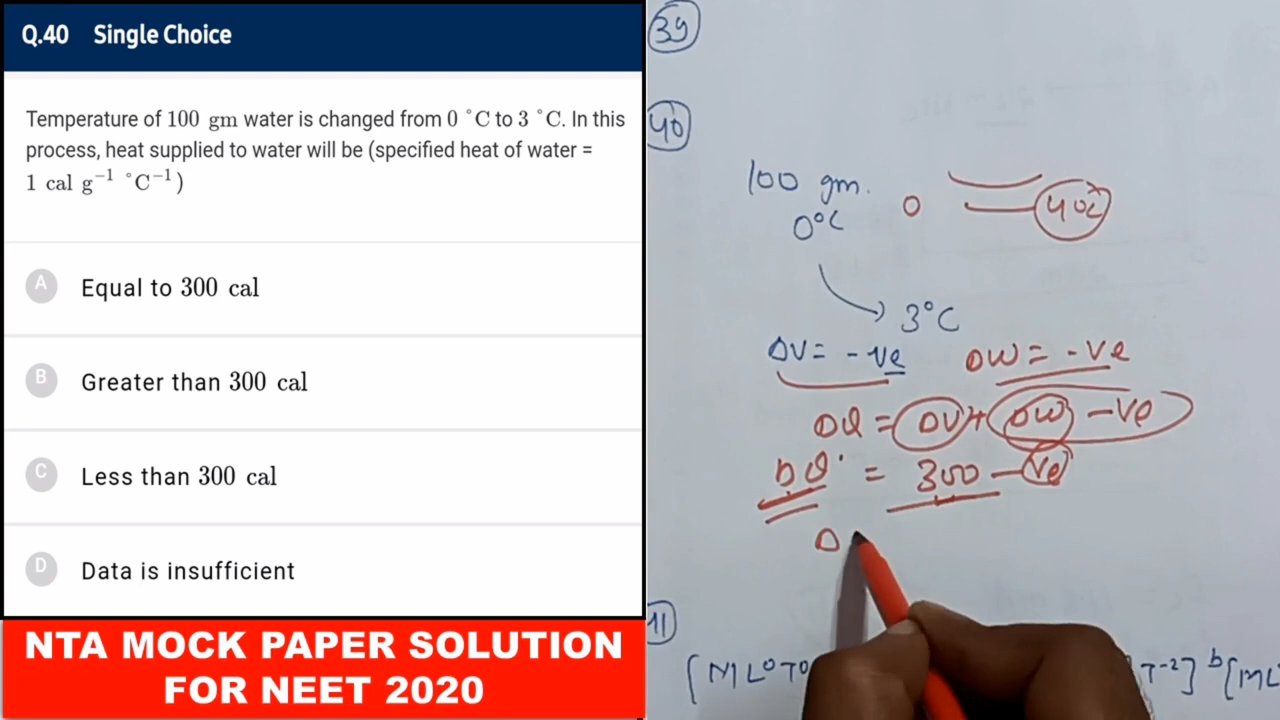 Q.40 Single Choice
Temperature of 100 gm water is changed from 0 °C to 3 °C. In this
process, heat supplied to water will be (specified heat of water =
1 cal g⁻¹ °C⁻¹)
A Equal to 300 cal
B Greater than 300 cal
C Less than 300 cal
D Data is insufficient
NTA MOCK PAPER SOLUTION
FOR NEET 2020
39
40
100 gm.
0°C
0
3°C
ΔV = -ve ΔW = -ve
ΔQ = ΔU + ΔW -ve
ΔQ = 300 - ve
Δ